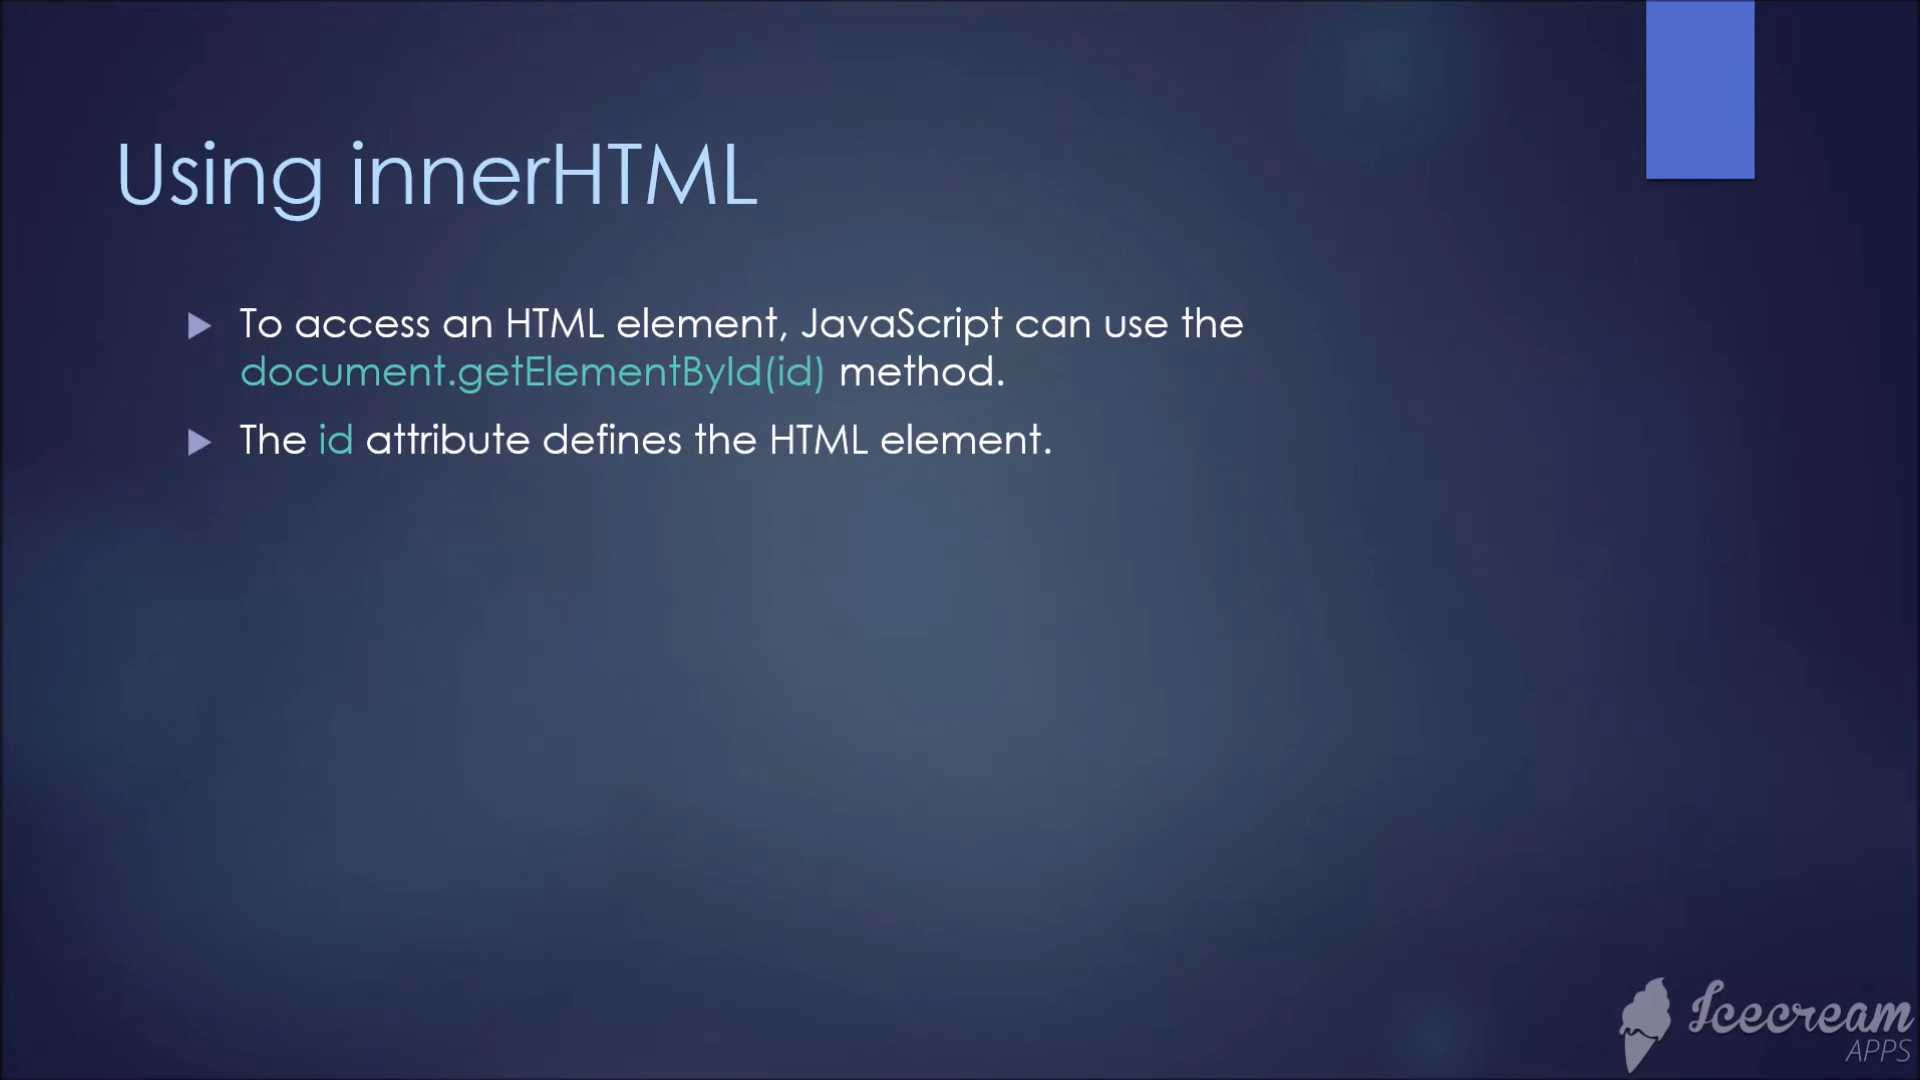 Using innerHTML
To access an HTML element, JavaScript can use the
document.getElementById(id) method.
The id attribute defines the HTML element.
Icecream
APPS